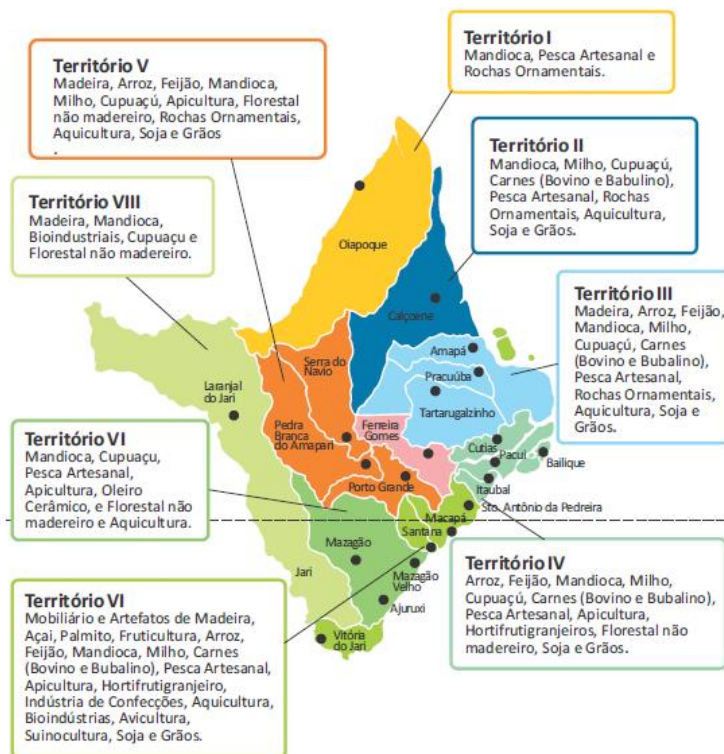 Território I
Mandioca, Pesca Artesanal e
Rochas Ornamentais.
Território V
Madeira, Arroz, Feijão, Mandioca,
Milho, Cupuaçú, Apicultura, Florestal
não madereiro, Rochas Ornamentais,
Aquicultura, Soja e Grãos
.
Território II
Mandioca, Milho, Cupuaçú,
Carnes (Bovino e Babulino),
Pesca Artesanal, Rochas
Ornamentais, Aquicultura,
Soja e Grãos.
Território VIII
Madeira, Mandioca,
Bioindustriais, Cupuaçu e
Florestal não madereiro.
Território III
Madeira, Arroz, Feijão,
Mandioca, Milho,
Cupuaçú, Carnes
(Bovino e Bubalino),
Pesca Artesanal,
Rochas Ornamentais,
Aquicultura, Soja e
Grãos.
Oiapoque
Calçoene
Amapá
Serra do
Navio
Pracuúba
Laranjal
do Jari
Tartarugalzinho
Pedra
Branca
do Amapari
Ferreira
Gomes
Cutias
Pacuí
Bailique
Itaubal
Porto Grande
Sto. Antônio da Pedreira
Macapá
Santana
Mazagão
Mazagão
Velho
Jari
Ajuruxi
Vitória
do Jari
Território VI
Mandioca, Cupuaçu,
Pesca Artesanal,
Apicultura, Oleiro
Cerâmico, e Florestal não
madereiro e Aquicultura.
Território IV
Arroz, Feijão, Mandioca, Milho,
Cupuaçú, Carnes (Bovino e Bubalino),
Pesca Artesanal, Apicultura,
Hortifrutigranjeiros, Florestal não
madereiro, Soja e Grãos.
Território VI
Mobiliário e Artefatos de Madeira,
Açai, Palmito, Fruticultura, Arroz,
Feijão, Mandioca, Milho, Carnes
(Bovino e Bubalino), Pesca Artesanal,
Apicultura, Hortifrutigranjeiro,
Indústria de Confecções, Aquicultura,
Bioindústrias, Avicultura,
Suinocultura, Soja e Grãos.